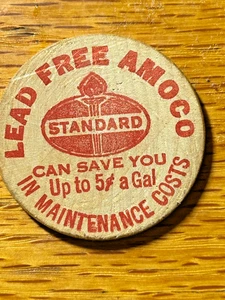 LEAD FREE AMOCO
STANDARD
CAN SAVE YOU
Up to 5¢ a Gal
IN MAINTENANCE COSTS